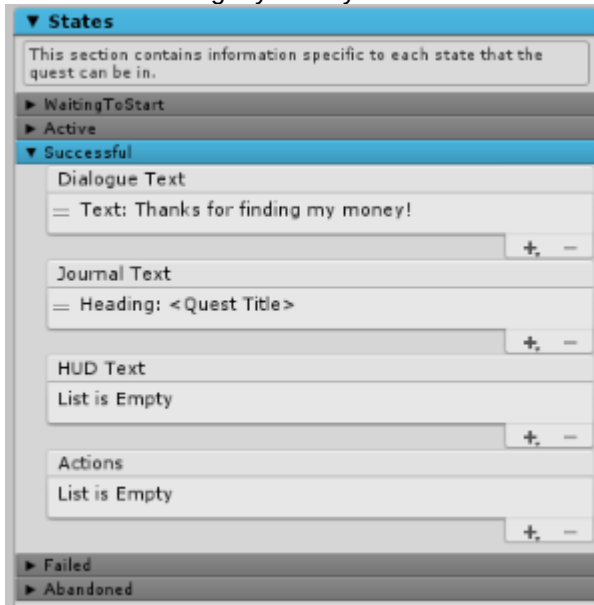 States
This section contains information specific to each state that the
quest can be in.
WaitingToStart
Active
Successful
Dialogue Text
= Text: Thanks for finding my money!
+ -
Journal Text
= Heading: <Quest Title>
+ -
HUD Text
List is Empty
+ -
Actions
List is Empty
+ -
Failed
Abandoned